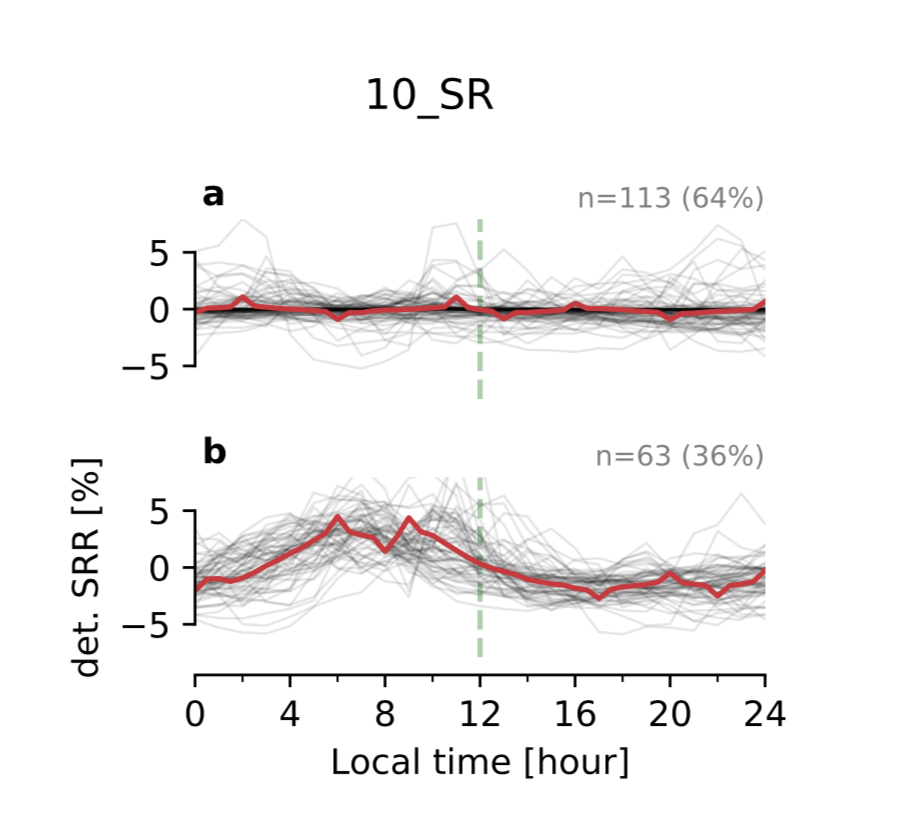 10_SR
a
n=113 (64%)
5
0
−5
b
n=63 (36%)
5
0
−5
det. SRR [%]
0 4 8 12 16 20 24
Local time [hour]